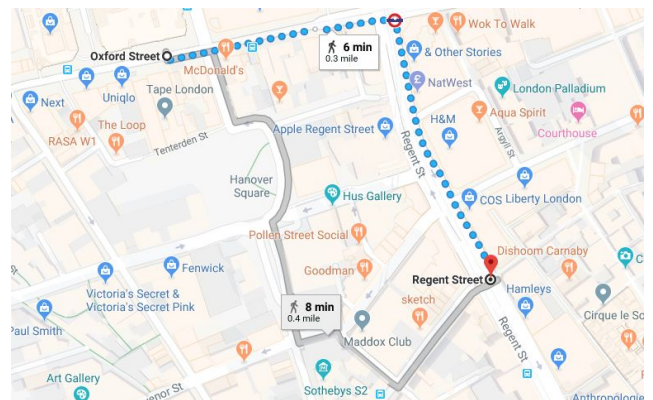 Wok To Walk
Oxford Street
6 min
0.3 mile
& Other Stories
McDonald's
NatWest
London Palladium
Next
Uniqlo
Tape London
H&M
Aqua Spirit
Courthouse
The Loop
Apple Regent Street
Regent St
Argyll St
RASA W1
Tenterden St
Hanover
Square
Hus Gallery
COS
Liberty London
Pollen Street Social
Dishoom Carnaby
Fenwick
Goodman
Regent Street
C
Victoria's Secret &
Victoria's Secret Pink
Hamleys
8 min
0.4 mile
sketch
Cirque le So
Paul Smith
Maddox Club
Regent St
Art Gallery
Sothebys S2
venor St
Anthropologie